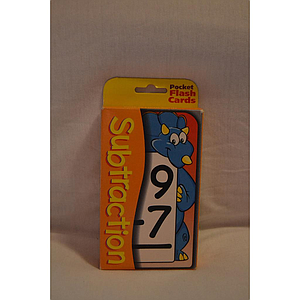 Pocket
Flash
Cards
Subtraction
9
-7